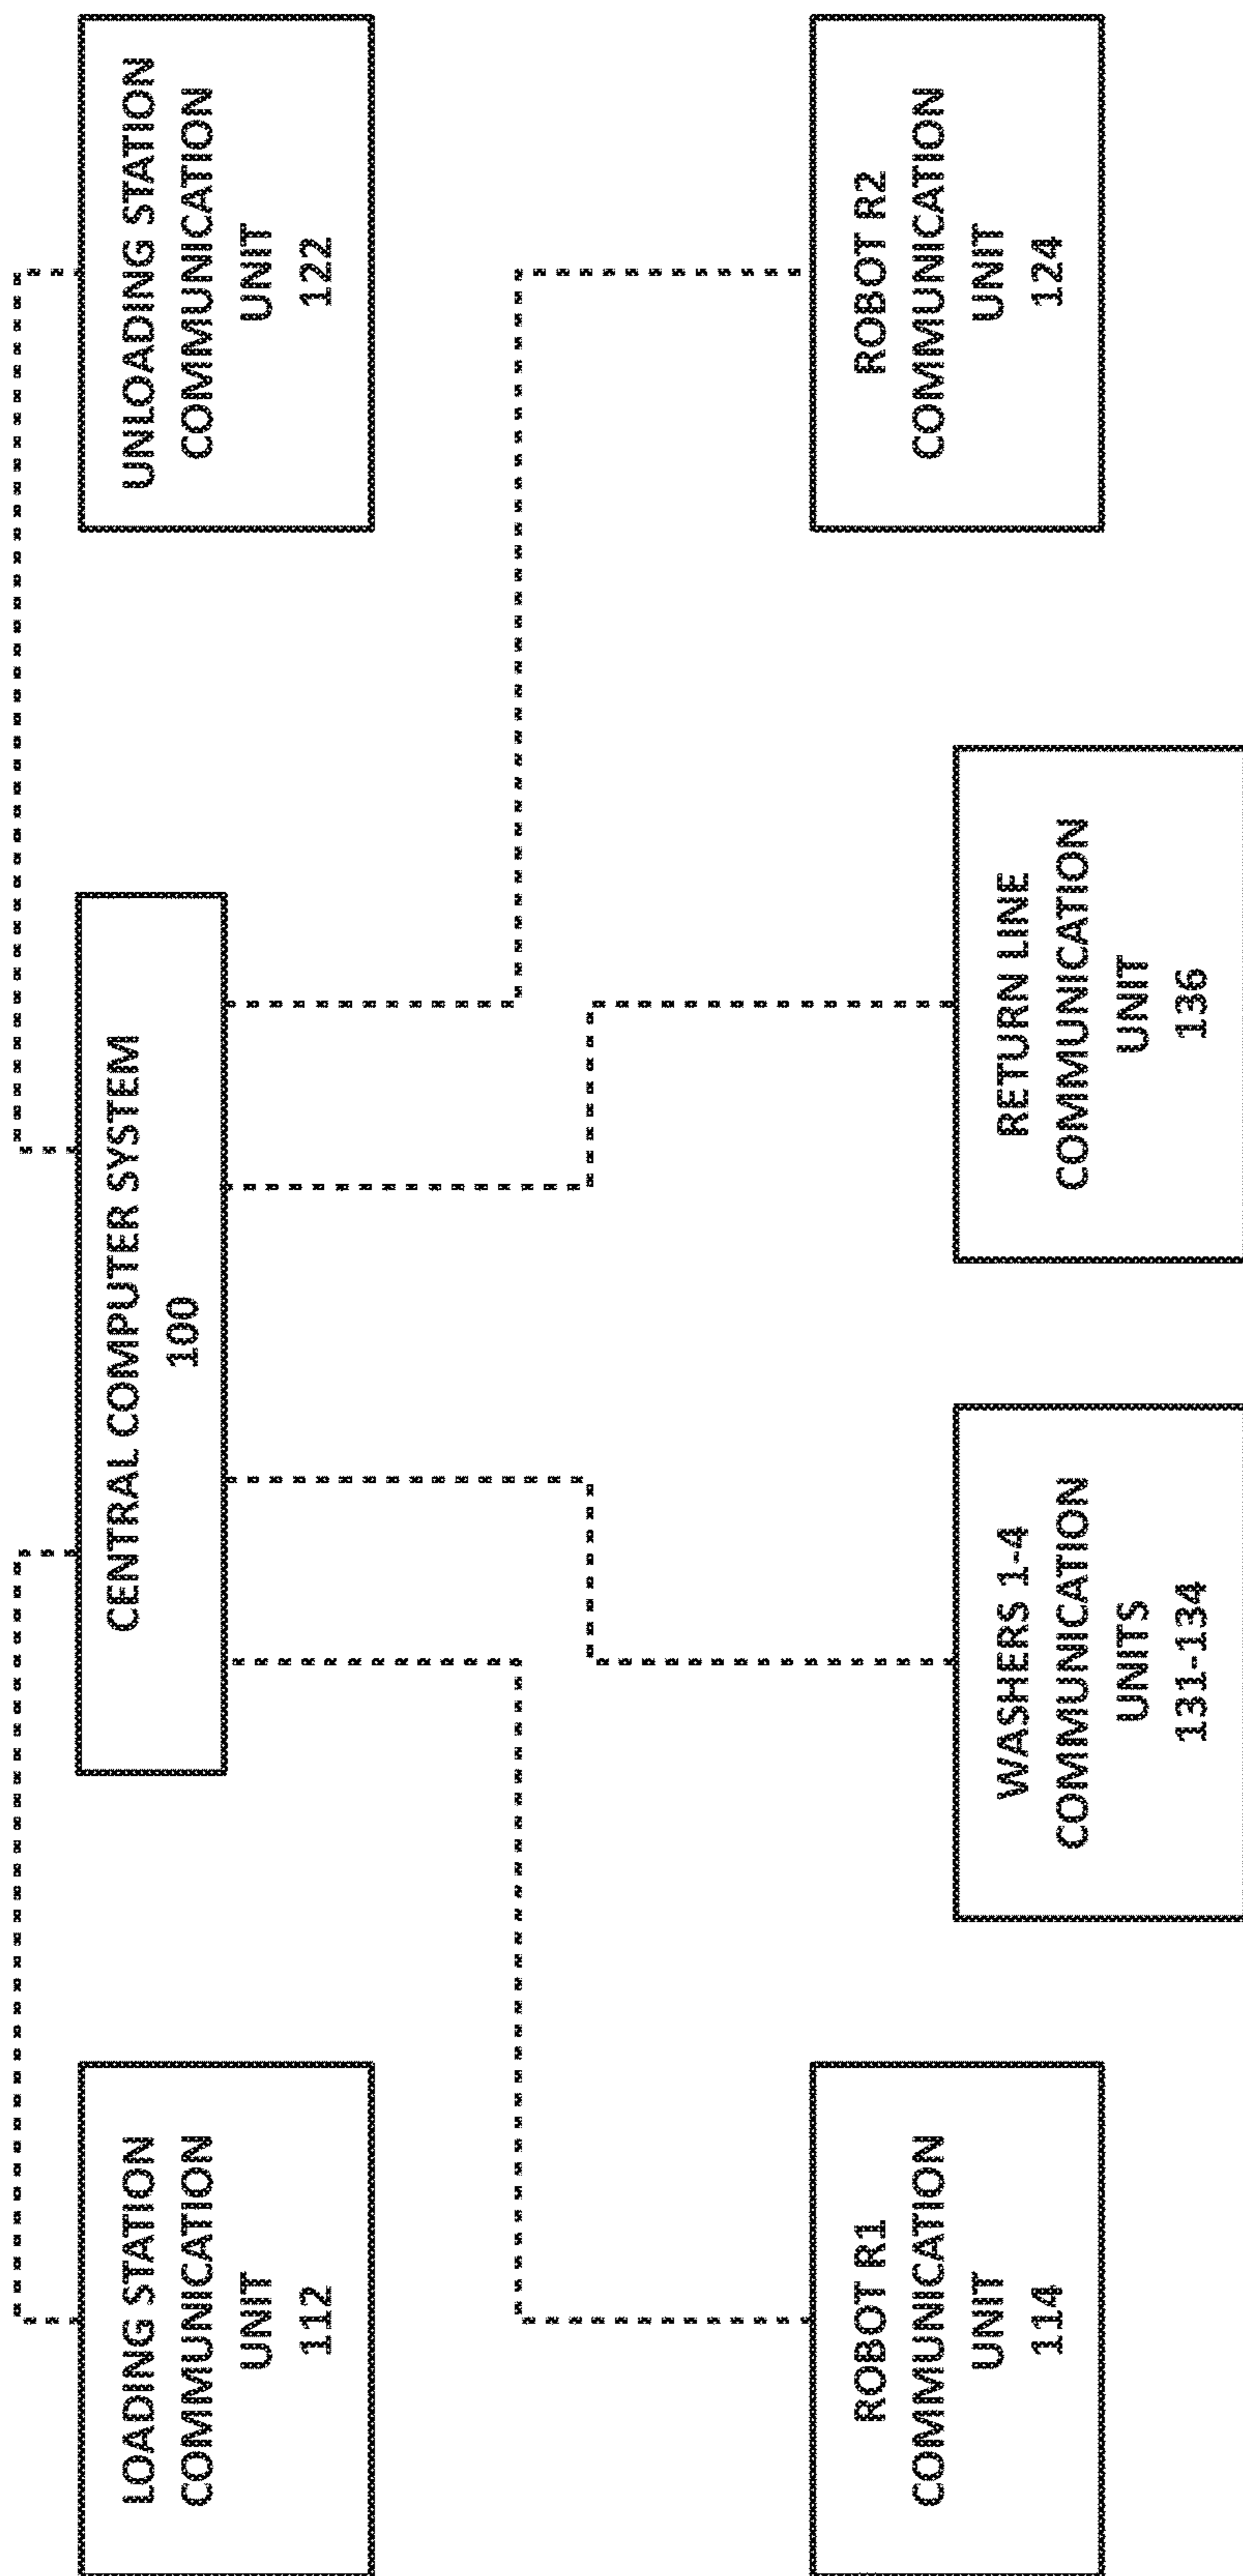 LOADING STATION
COMMUNICATION
UNIT
112
CENTRAL COMPUTER SYSTEM
100
UNLOADING STATION
COMMUNICATION
UNIT
122
ROBOT R1
COMMUNICATION
UNIT
114
WASHERS 1-4
COMMUNICATION
UNITS
131-134
RETURN LINE
COMMUNICATION
UNIT
136
ROBOT R2
COMMUNICATION
UNIT
124